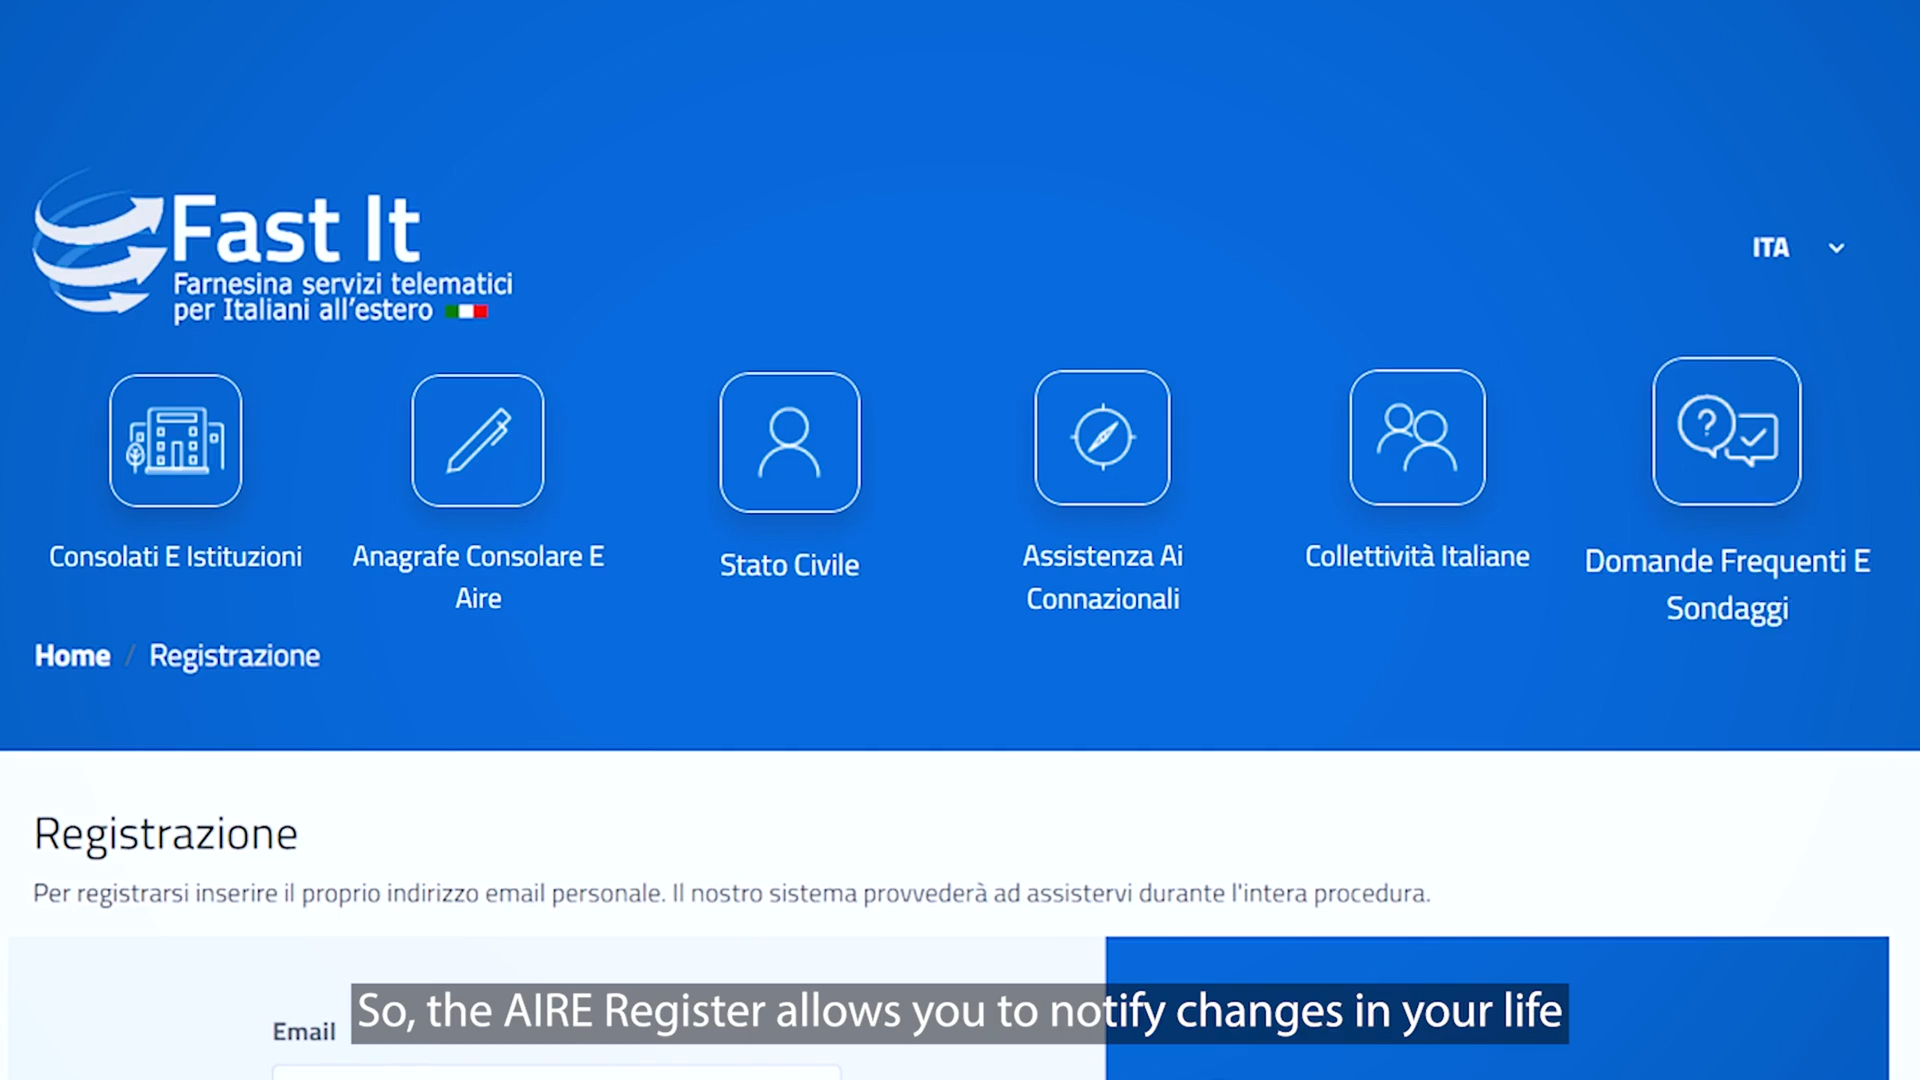 Fast It
Farnesina servizi telematici
per Italiani all'estero
ITA
Consolati E Istituzioni
Anagrafe Consolare E
Aire
Stato Civile
Assistenza Ai
Connazionali
Collettività Italiane
Domande Frequenti E
Sondaggi
Home / Registrazione
Registrazione
Per registrarsi inserire il proprio indirizzo email personale. Il nostro sistema provvederà ad assistervi durante l'intera procedura.
Email
So, the AIRE Register allows you to notify changes in your life